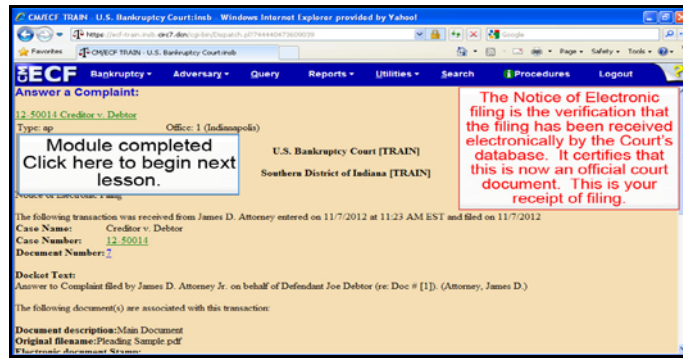 CM/ECF TRAIN - U.S. Bankruptcy Court:insb - Windows Internet Explorer provided by Yahoo!
Google
Favorites CM/ECF TRAIN - U.S. Bankruptcy Court:insb Page Safety Tools
ECF Bankruptcy Adversary Query Reports Utilities Search Procedures Logout ?
Answer a Complaint:
12-50014 Creditor v. Debtor
Type: ap Office: 1 (Indianapolis)
Module completed
Click here to begin next
lesson.
The Notice of Electronic
filing is the verification that
the filing has been received
electronically by the Court's
database. It certifies that
this is now an official court
document. This is your
receipt of filing.
U.S. Bankruptcy Court [TRAIN]
Southern District of Indiana [TRAIN]
Notice of Electronic Filing
The following transaction was received from James D. Attorney entered on 11/7/2012 at 11:23 AM EST and filed on 11/7/2012
Case Name: Creditor v. Debtor
Case Number: 12-50014
Document Number: 7
Docket Text:
Answer to Complaint filed by James D. Attorney Jr. on behalf of Defendant Joe Debtor (re: Doc # [1]). (Attorney, James D.)
The following document(s) are associated with this transaction:
Document description:Main Document
Original filename:Pleading Sample.pdf
Electronic document Stamp: